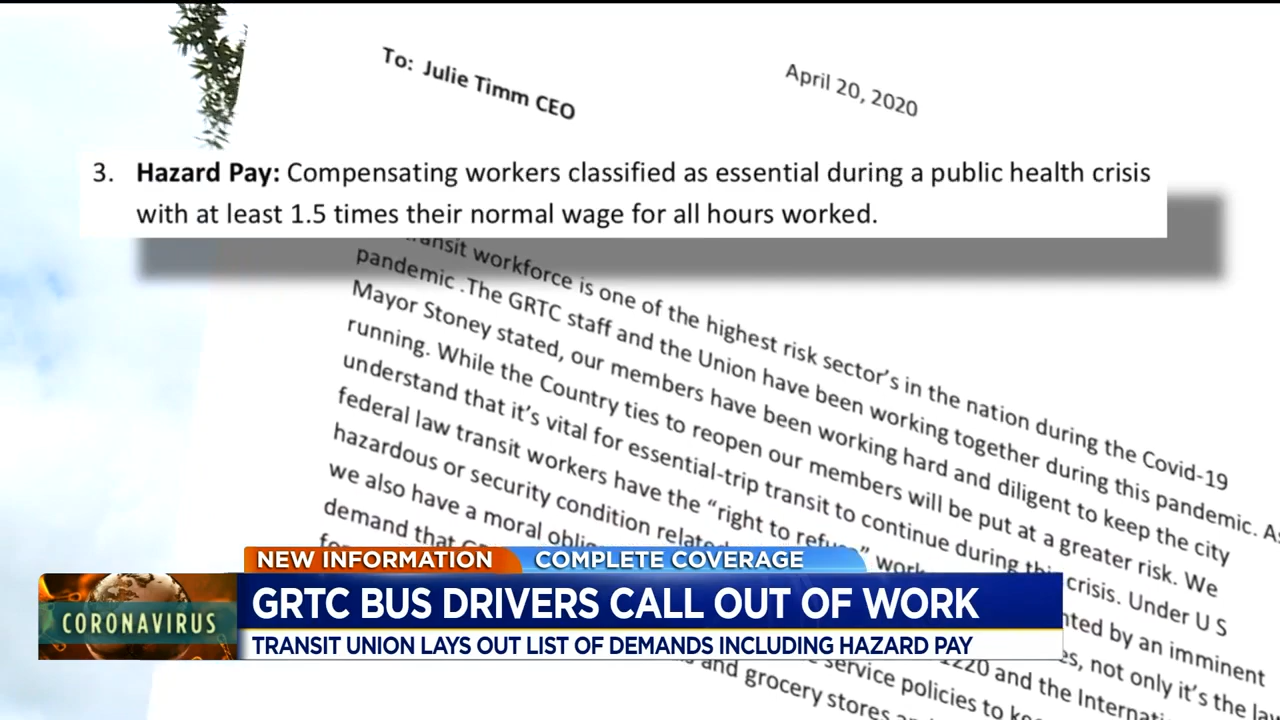 To: Julie Timm CEO
April 20, 2020
3. Hazard Pay: Compensating workers classified as essential during a public health crisis
with at least 1.5 times their normal wage for all hours worked.
transit workforce is one of the highest risk sector's in the nation during the Covid-19
pandemic .The GRTC staff and the Union have been working together during this pandemic. As
Mayor Stoney stated, our members have been working hard and diligent to keep the city
running. While the Country ties to reopen our members will be put at a greater risk. We
understand that it's vital for essential-trip transit to continue during this crisis. Under U S
federal law transit workers have the "right to refuse" work
hazardous or security condition related by an imminent
we also have a moral not only it's the law
demand that 1220 and the
service policies to
and grocery stores
NEW INFORMATION COMPLETE COVERAGE
CORONAVIRUS
GRTC BUS DRIVERS CALL OUT OF WORK
TRANSIT UNION LAYS OUT LIST OF DEMANDS INCLUDING HAZARD PAY